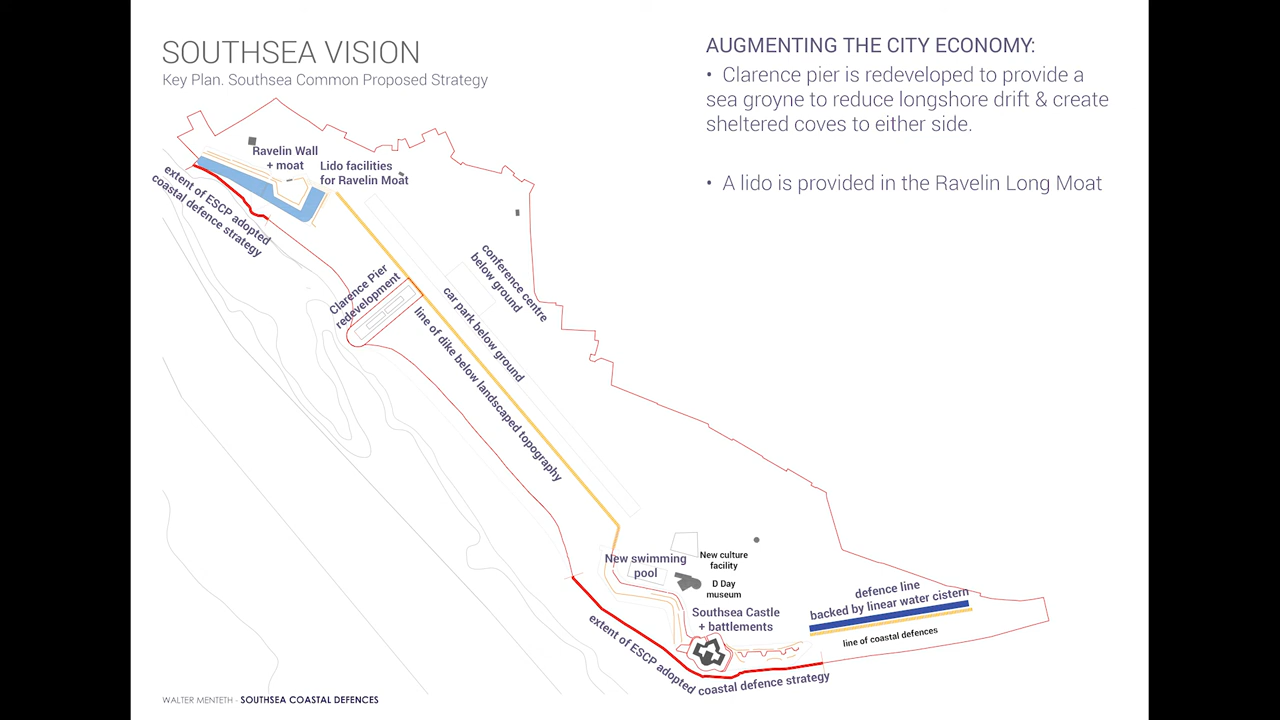 SOUTHSEA VISION
Key Plan. Southsea Common Proposed Strategy
AUGMENTING THE CITY ECONOMY:
• Clarence pier is redeveloped to provide a
sea groyne to reduce longshore drift & create
sheltered coves to either side.
• A lido is provided in the Ravelin Long Moat
Ravelin Wall
+ moat
Lido facilities
for Ravelin Moat
extent of ESCP adopted
coastal defence strategy
Clarence Pier
redevelopment
conference centre
below ground
car park below ground
line of dike below landscaped topography
New swimming
pool
New culture
facility
D Day
museum
Southsea Castle
+ battlements
defence line
backed by linear water cistern
line of coastal defences
extent of ESCP adopted coastal defence strategy
WALTER MENTETH - SOUTHSEA COASTAL DEFENCES